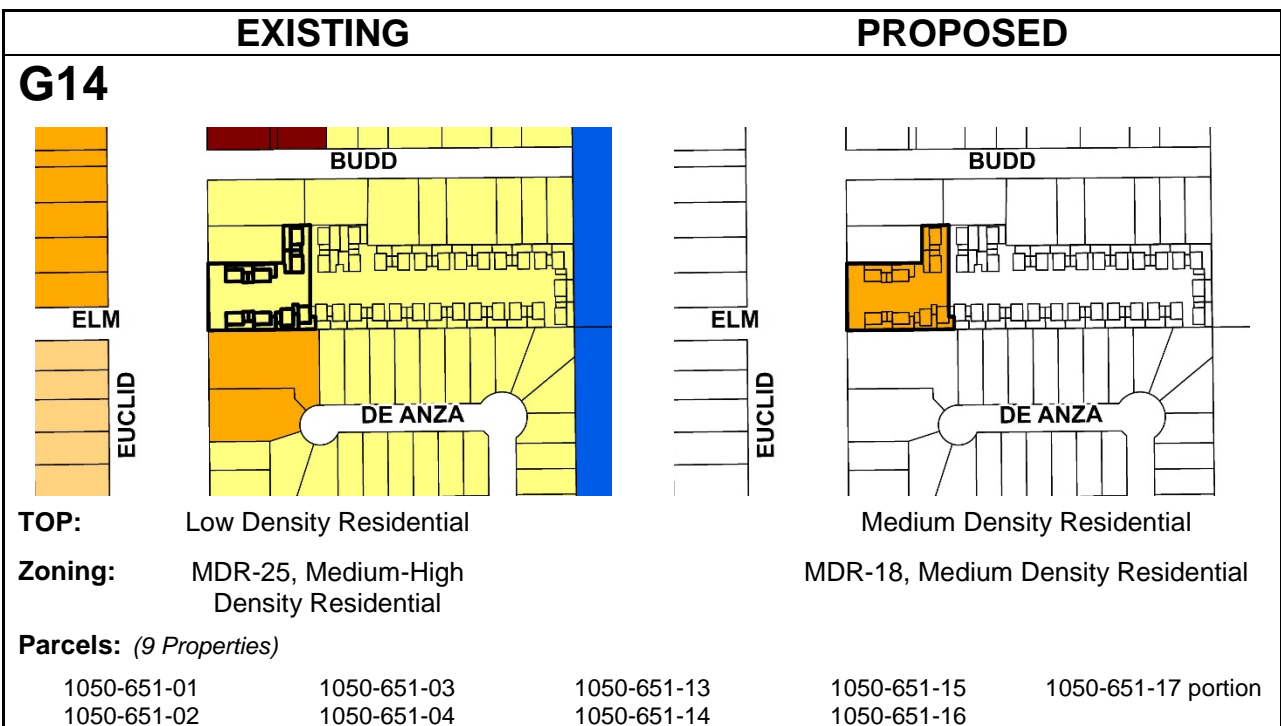 EXISTING PROPOSED
G14
BUDD
ELM
EUCLID
DE ANZA
BUDD
ELM
EUCLID
DE ANZA
TOP: Low Density Residential Medium Density Residential
Zoning: MDR-25, Medium-High MDR-18, Medium Density Residential
Density Residential
Parcels: (9 Properties)
1050-651-01 1050-651-03 1050-651-13 1050-651-15 1050-651-17 portion
1050-651-02 1050-651-04 1050-651-14 1050-651-16